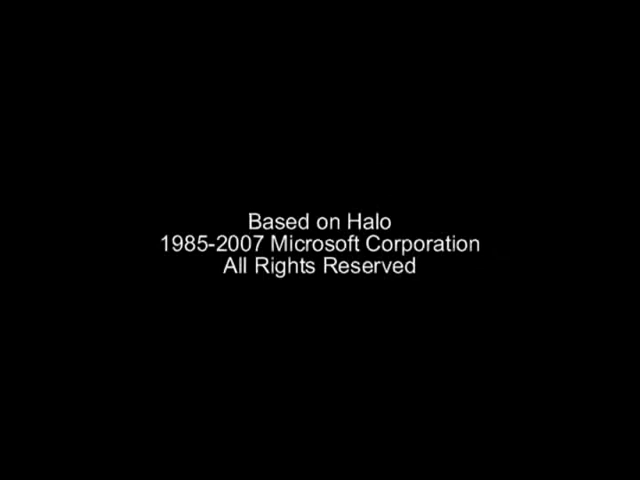 Based on Halo
1985-2007 Microsoft Corporation
All Rights Reserved